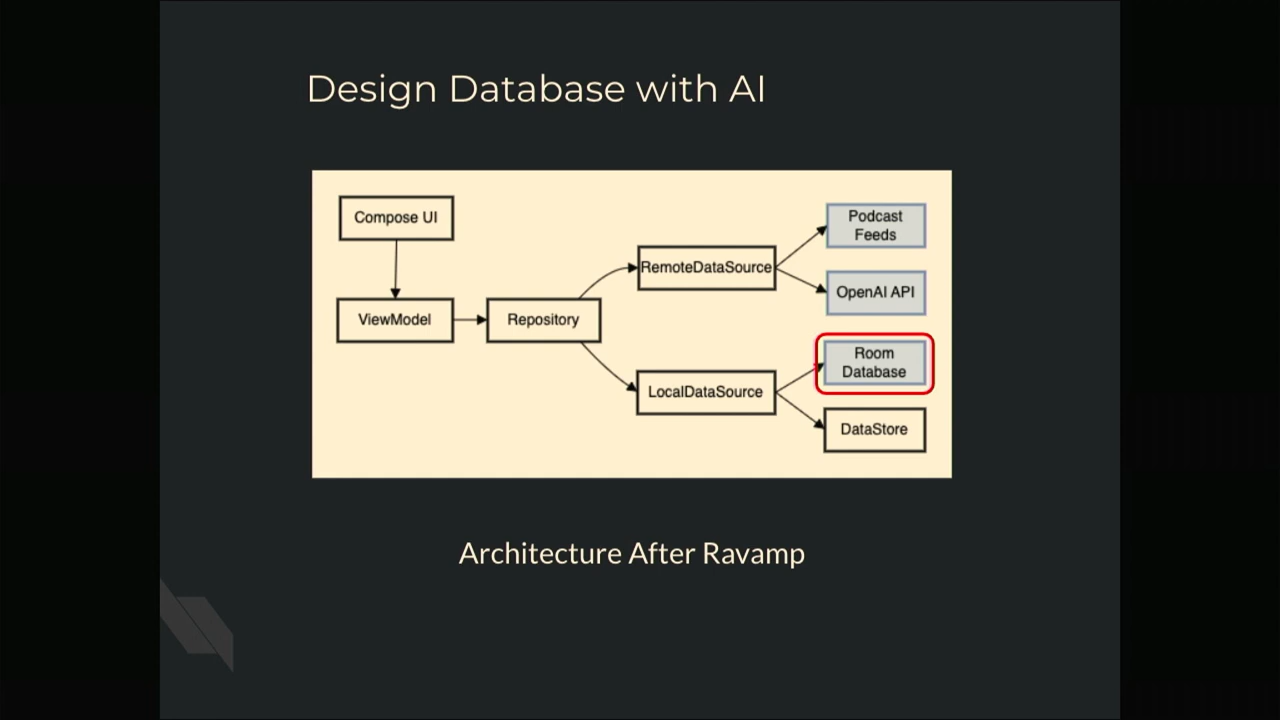 Design Database with AI
Compose UI
ViewModel
Repository
RemoteDataSource
LocalDataSource
Podcast
Feeds
OpenAI API
Room
Database
DataStore
Architecture After Ravamp